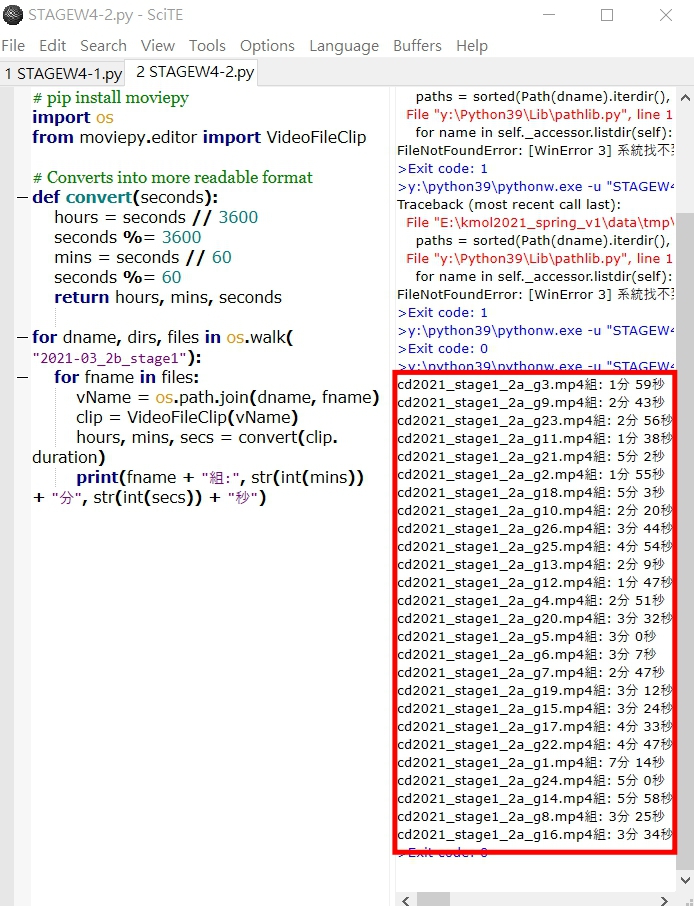 STAGEW4-2.py - SciTE
File Edit Search View Tools Options Language Buffers Help
1 STAGEW4-1.py 2 STAGEW4-2.py
# pip install moviepy
import os
from moviepy.editor import VideoFileClip
# Converts into more readable format
def convert(seconds):
hours = seconds // 3600
seconds %= 3600
mins = seconds // 60
seconds %= 60
return hours, mins, seconds
for dname, dirs, files in os.walk(
"2021-03_2b_stage1"):
for fname in files:
vName = os.path.join(dname, fname)
clip = VideoFileClip(vName)
hours, mins, secs = convert(clip.
duration)
print(fname + "組:", str(int(mins))
+ "分", str(int(secs)) + "秒")
paths = sorted(Path(dname).iterdir(),
File "y:\Python39\Lib\pathlib.py", line 1
for name in self._accessor.listdir(self):
FileNotFoundError: [WinError 3] 系統找不
>Exit code: 1
>y:\python39\pythonw.exe -u "STAGEW4
Traceback (most recent call last):
File "E:\kmol2021_spring_v1\data\tmp\
paths = sorted(Path(dname).iterdir(),
File "y:\Python39\Lib\pathlib.py", line 1
for name in self._accessor.listdir(self):
FileNotFoundError: [WinError 3] 系統找不
>Exit code: 1
>y:\python39\pythonw.exe -u "STAGEW4
>Exit code: 0
>y:\python39\pythonw.exe -u "STAGEW4
cd2021_stage1_2a_g3.mp4組: 1分 59秒
cd2021_stage1_2a_g9.mp4組: 2分 43秒
cd2021_stage1_2a_g23.mp4組: 2分 56秒
cd2021_stage1_2a_g11.mp4組: 1分 38秒
cd2021_stage1_2a_g21.mp4組: 5分 2秒
cd2021_stage1_2a_g2.mp4組: 1分 55秒
cd2021_stage1_2a_g18.mp4組: 5分 3秒
cd2021_stage1_2a_g10.mp4組: 2分 20秒
cd2021_stage1_2a_g26.mp4組: 3分 44秒
cd2021_stage1_2a_g25.mp4組: 4分 54秒
cd2021_stage1_2a_g13.mp4組: 2分 9秒
cd2021_stage1_2a_g12.mp4組: 1分 47秒
cd2021_stage1_2a_g4.mp4組: 2分 51秒
cd2021_stage1_2a_g20.mp4組: 3分 32秒
cd2021_stage1_2a_g5.mp4組: 3分 0秒
cd2021_stage1_2a_g6.mp4組: 3分 7秒
cd2021_stage1_2a_g7.mp4組: 2分 47秒
cd2021_stage1_2a_g19.mp4組: 3分 12秒
cd2021_stage1_2a_g15.mp4組: 3分 24秒
cd2021_stage1_2a_g17.mp4組: 4分 33秒
cd2021_stage1_2a_g22.mp4組: 4分 47秒
cd2021_stage1_2a_g1.mp4組: 7分 14秒
cd2021_stage1_2a_g24.mp4組: 5分 0秒
cd2021_stage1_2a_g14.mp4組: 5分 58秒
cd2021_stage1_2a_g8.mp4組: 3分 25秒
cd2021_stage1_2a_g16.mp4組: 3分 34秒
>Exit code: 0